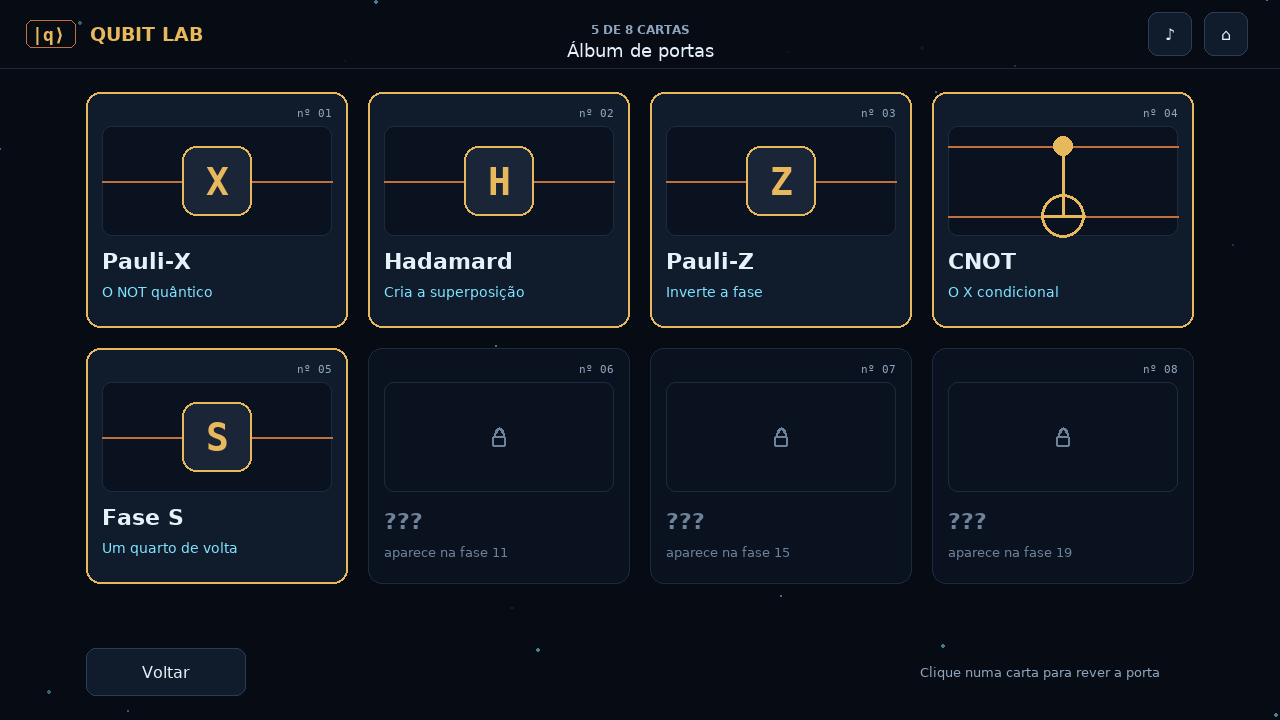 |q⟩ QUBIT LAB
5 DE 8 CARTAS
Álbum de portas
♪
⌂
nº 01
X
Pauli-X
O NOT quântico
nº 02
H
Hadamard
Cria a superposição
nº 03
Z
Pauli-Z
Inverte a fase
nº 04
CNOT
O X condicional
nº 05
S
Fase S
Um quarto de volta
nº 06
???
aparece na fase 11
nº 07
???
aparece na fase 15
nº 08
???
aparece na fase 19
Voltar
Clique numa carta para rever a porta